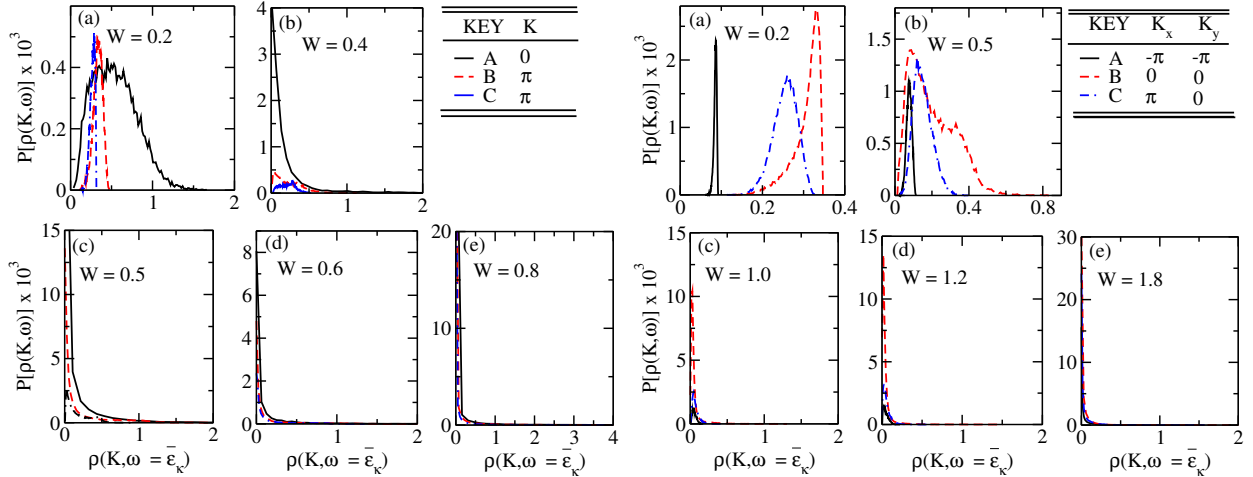 (a)
W = 0.2
P[ρ(K,ω)] x 10³
0.4
0.2
0
0 1 2
(b)
W = 0.4
4
3
2
1
0
0 1 2
KEY K
A 0
B π
C π
(a)
W = 0.2
P[ρ(K,ω)] x 10³
2
1
0
0 0.2 0.4
(b)
W = 0.5
1.8
1.5
1
0.5
0
0 0.4 0.8
KEY Kx Ky
A -π -π
B 0 0
C π 0
(c)
W = 0.5
P[ρ(K,ω)] x 10³
15
10
5
0
0 1 2
ρ(K,ω = ε̄κ)
(d)
W = 0.6
8
6
4
2
0
0 1 2
ρ(K,ω = ε̄κ)
(e)
W = 0.8
20
10
0
0 1 2 3 4
ρ(K,ω = ε̄κ)
(c)
W = 1.0
P[ρ(K,ω)] x 10³
15
10
5
0
0 1 2
ρ(K,ω = ε̄κ)
(d)
W = 1.2
15
10
5
0
0 1 2
ρ(K,ω = ε̄κ)
(e)
W = 1.8
30
20
10
0
0 1 2
ρ(K,ω = ε̄κ)